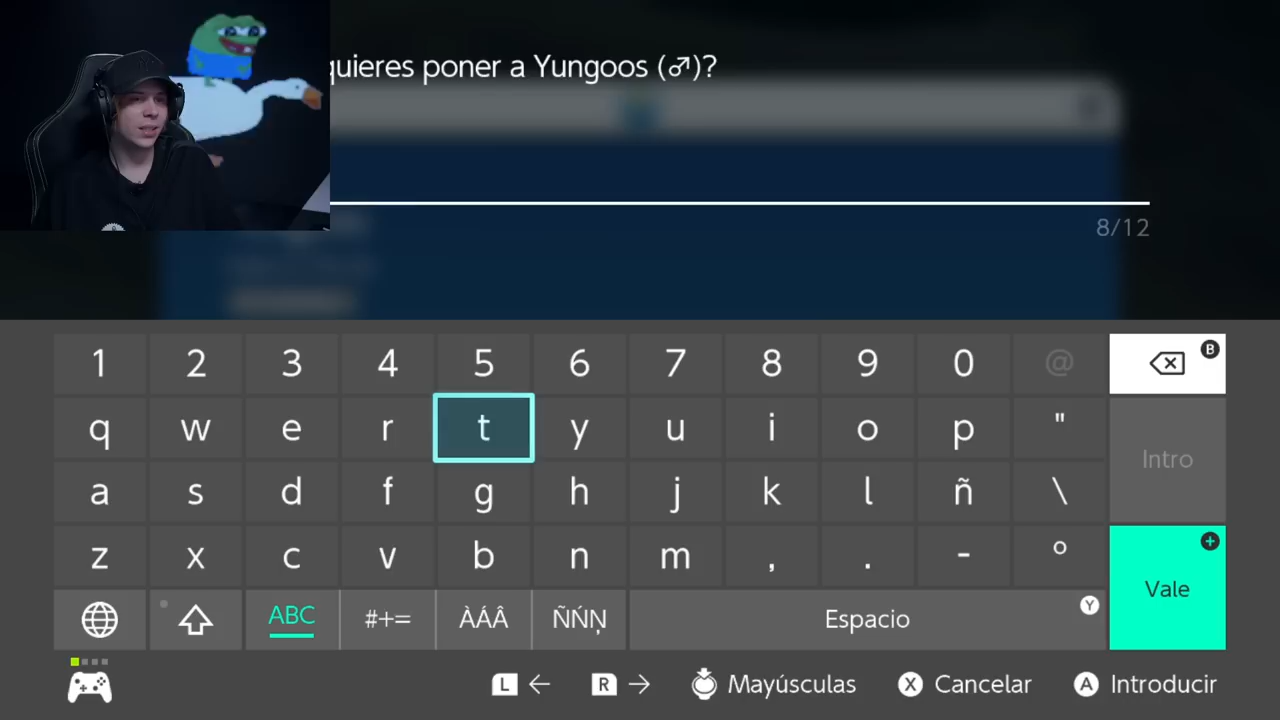 quieres poner a Yungoos (♂)?
8/12
1 2 3 4 5 6 7 8 9 0 @ B
q w e r t y u i o p "
a s d f g h j k l ñ \ Intro
z x c v b n m , . - º +
Vale
ABC #+= ÀÁÂ ÑŃŅ Espacio Y
L ← R → Mayúsculas X Cancelar A Introducir